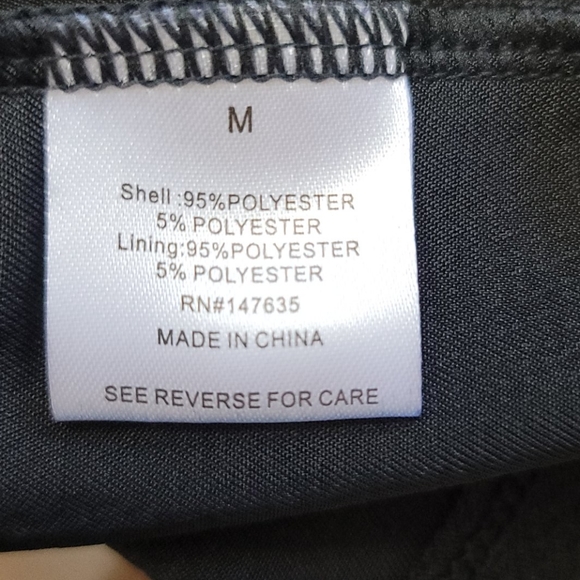 M
Shell :95%POLYESTER
5% POLYESTER
Lining:95%POLYESTER
5% POLYESTER
RN#147635
MADE IN CHINA
SEE REVERSE FOR CARE